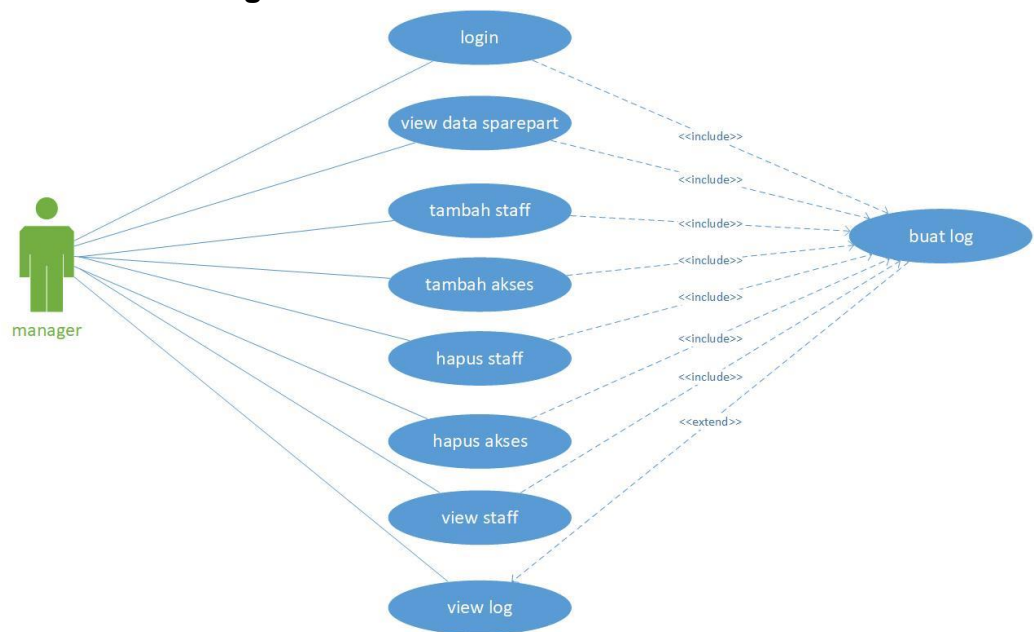 login
view data sparepart
<<include>>
<<include>>
tambah staff
<<include>>
buat log
<<include>>
tambah akses
<<include>>
manager
<<include>>
hapus staff
<<include>>
<<extend>>
hapus akses
view staff
view log